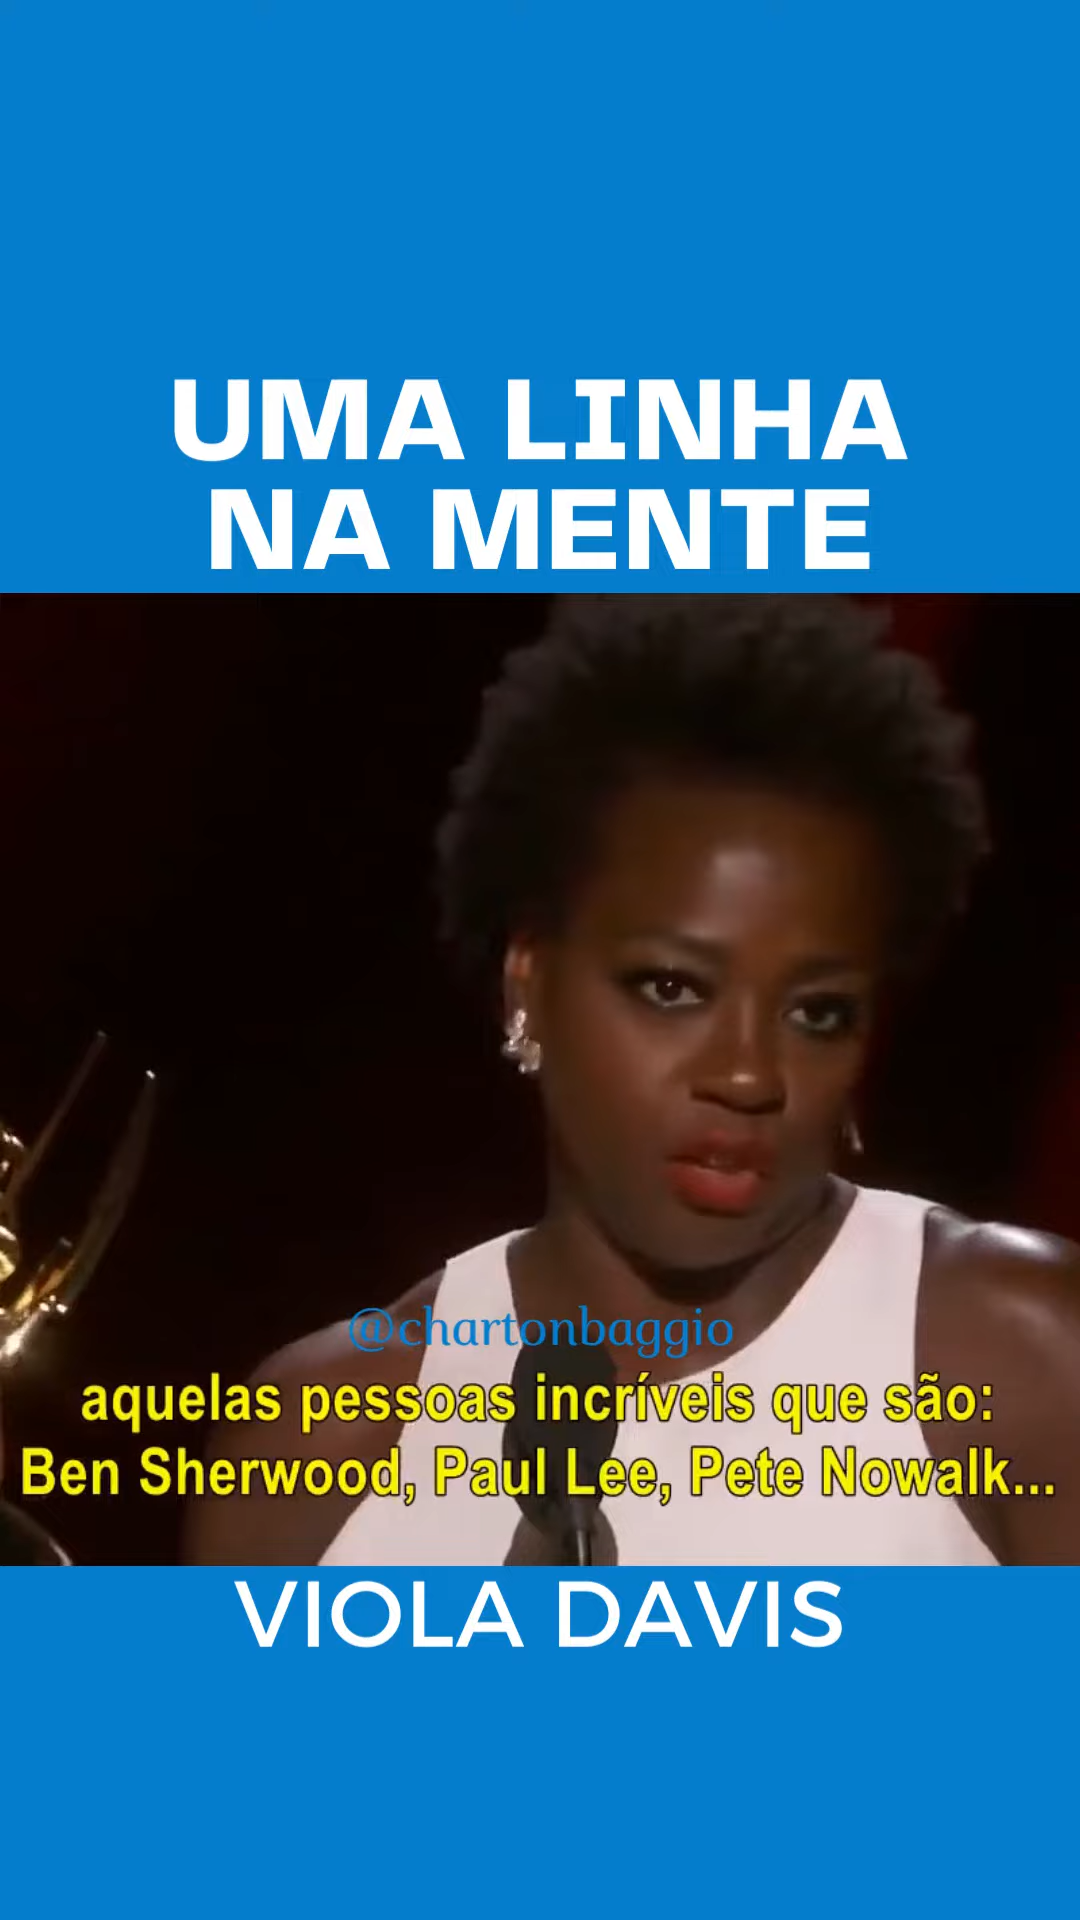 UMA LINHA
NA MENTE
@chartonbaggio
aquelas pessoas incríveis que são:
Ben Sherwood, Paul Lee, Pete Nowalk...
VIOLA DAVIS